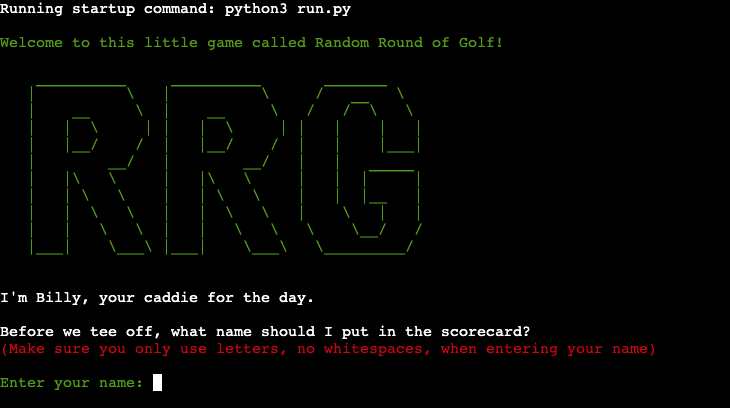 Running startup command: python3 run.py
Welcome to this little game called Random Round of Golf!
RRG
I'm Billy, your caddie for the day.
Before we tee off, what name should I put in the scorecard?
(Make sure you only use letters, no whitespaces, when entering your name)
Enter your name: